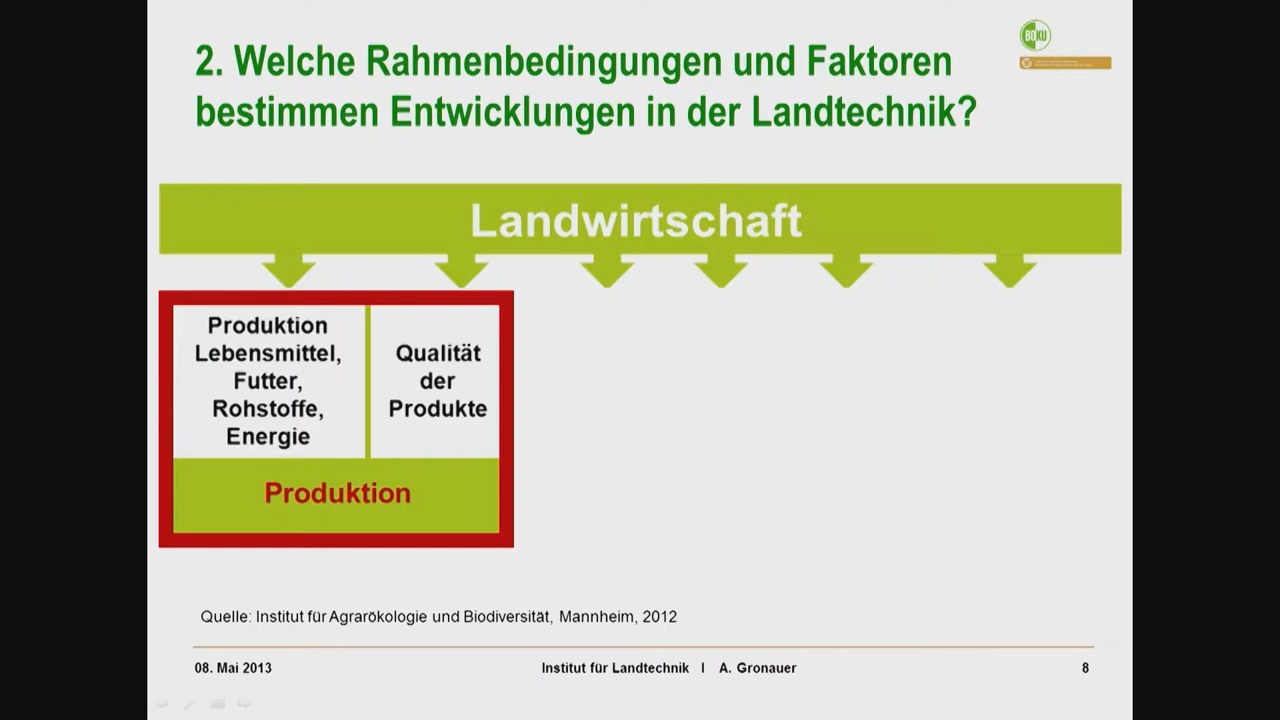 2. Welche Rahmenbedingungen und Faktoren
bestimmen Entwicklungen in der Landtechnik?
BOKU
Landwirtschaft
Produktion
Lebensmittel,
Futter,
Rohstoffe,
Energie
Qualität
der
Produkte
Produktion
Quelle: Institut für Agrarökologie und Biodiversität, Mannheim, 2012
08. Mai 2013
Institut für Landtechnik I A. Gronauer
8